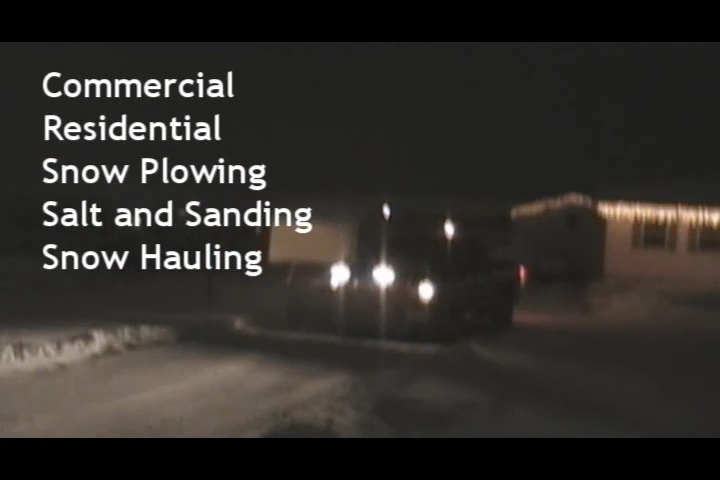 Commercial
Residential
Snow Plowing
Salt and Sanding
Snow Hauling